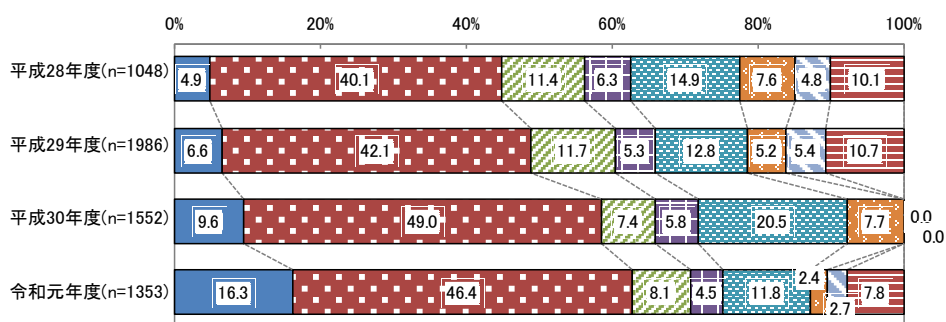 0% 20% 40% 60% 80% 100%
平成28年度(n=1048) 4.9 40.1 11.4 6.3 14.9 7.6 4.8 10.1
平成29年度(n=1986) 6.6 42.1 11.7 5.3 12.8 5.2 5.4 10.7
平成30年度(n=1552) 9.6 49.0 7.4 5.8 20.5 7.7 0.0
0.0
令和元年度(n=1353) 16.3 46.4 8.1 4.5 11.8 2.4 2.7 7.8